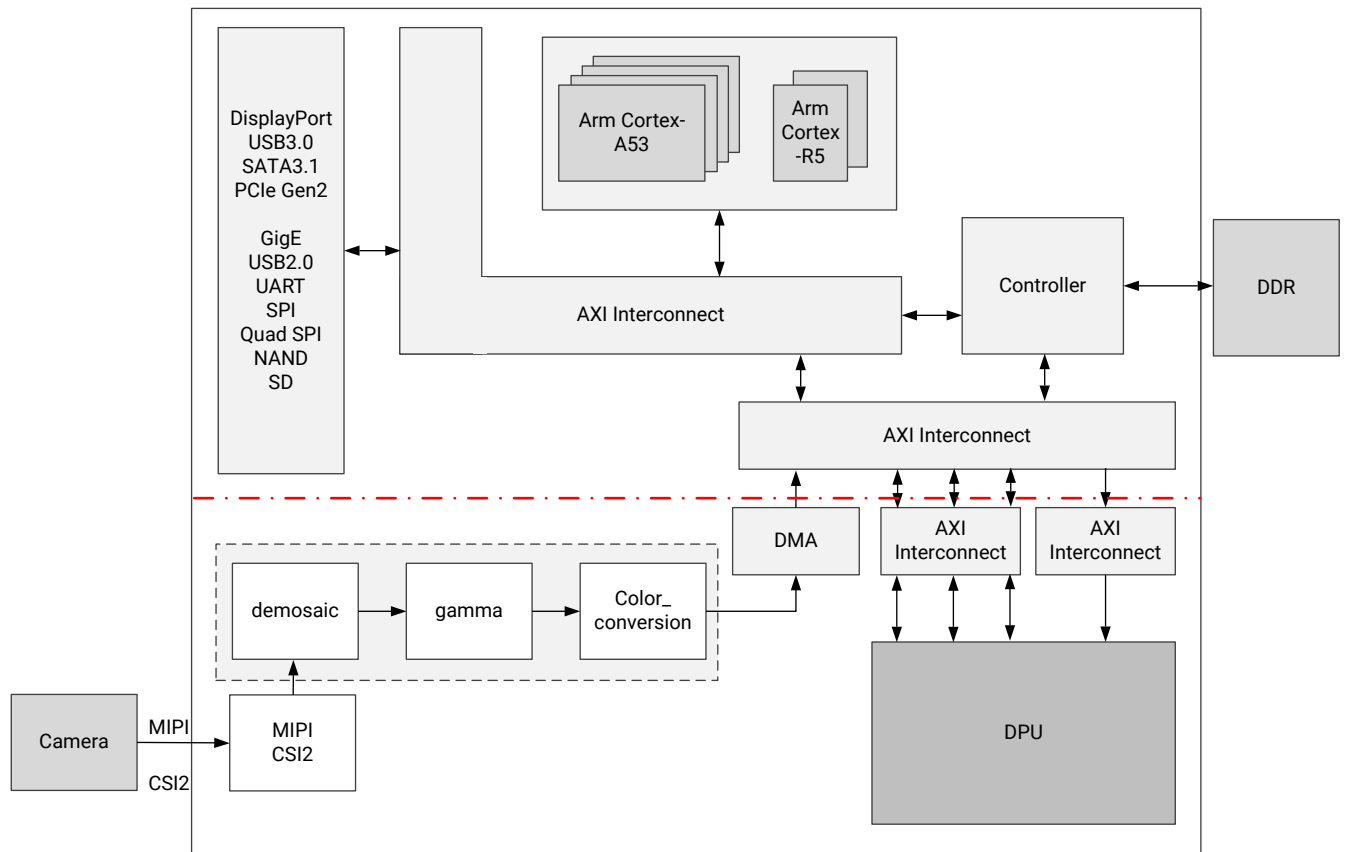 DisplayPort
USB3.0
SATA3.1
PCIe Gen2
GigE
USB2.0
UART
SPI
Quad SPI
NAND
SD
Arm Cortex-
A53
Arm
Cortex
-R5
AXI Interconnect
Controller
DDR
AXI Interconnect
DMA
AXI
Interconnect
AXI
Interconnect
demosaic
gamma
Color_
conversion
Camera
MIPI
CSI2
MIPI
CSI2
DPU